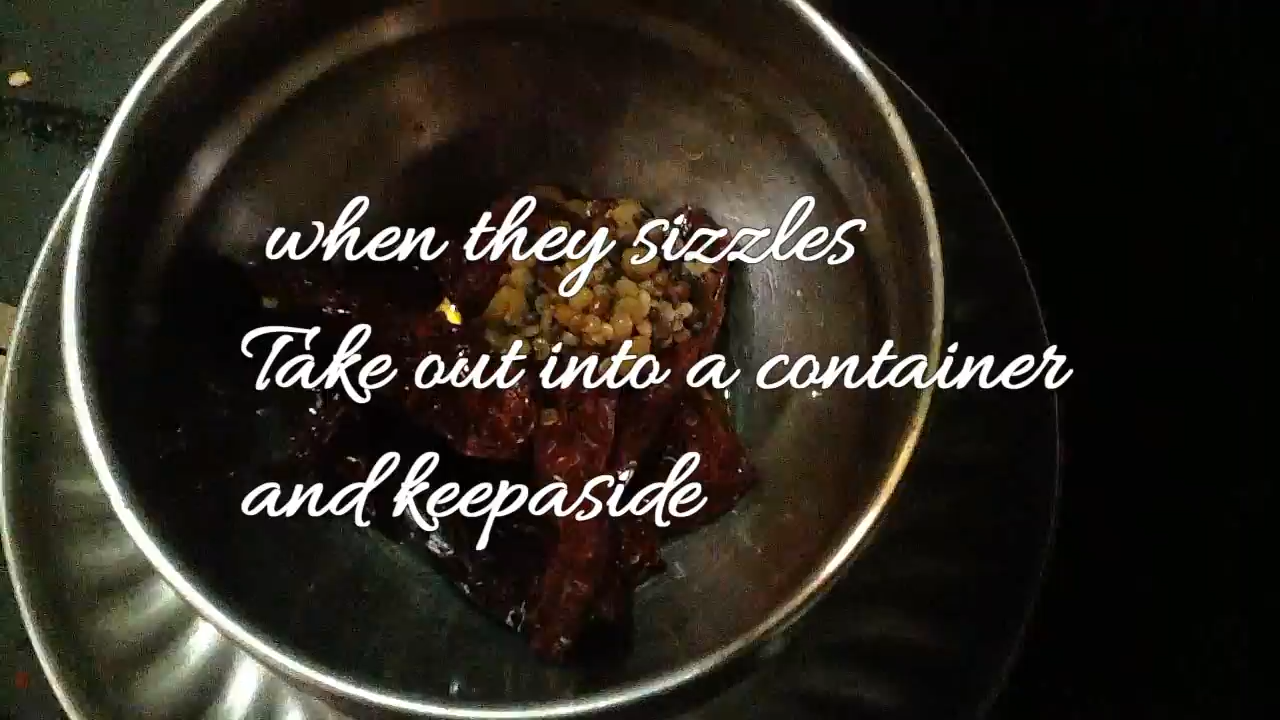 when they sizzles
Take out into a container
and keepaside